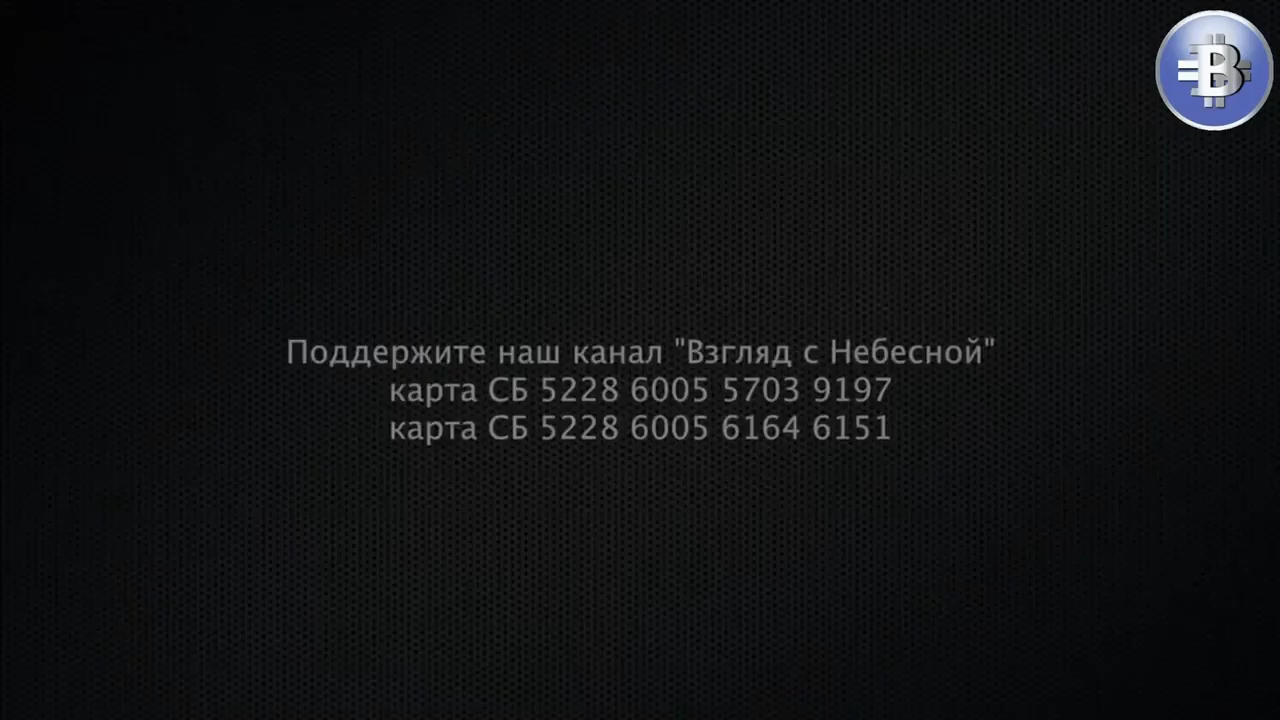 Поддержите наш канал "Взгляд с Небесной"
карта СБ 5228 6005 5703 9197
карта СБ 5228 6005 6164 6151